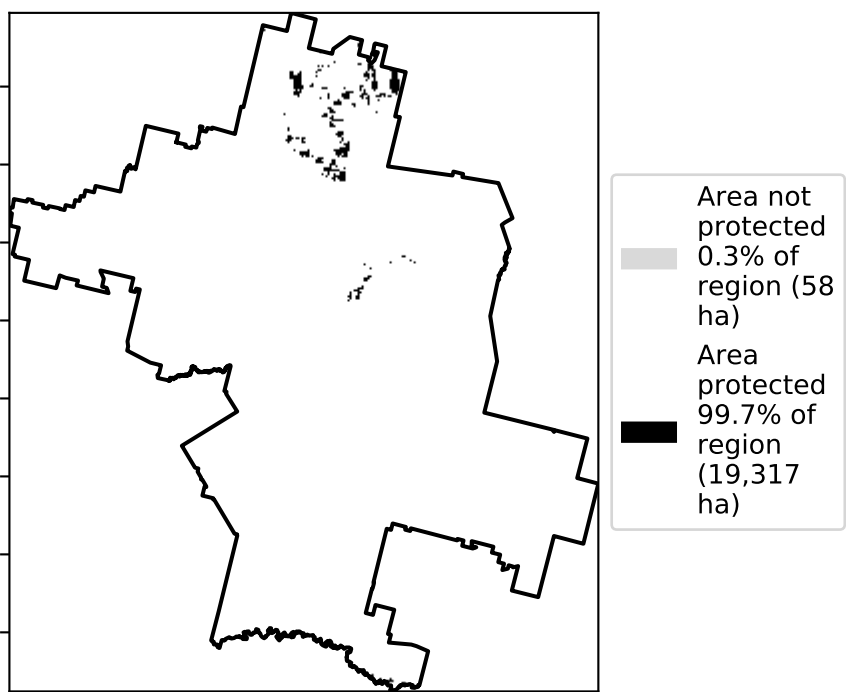 Area not
protected
0.3% of
region (58
ha)
Area
protected
99.7% of
region
(19,317
ha)